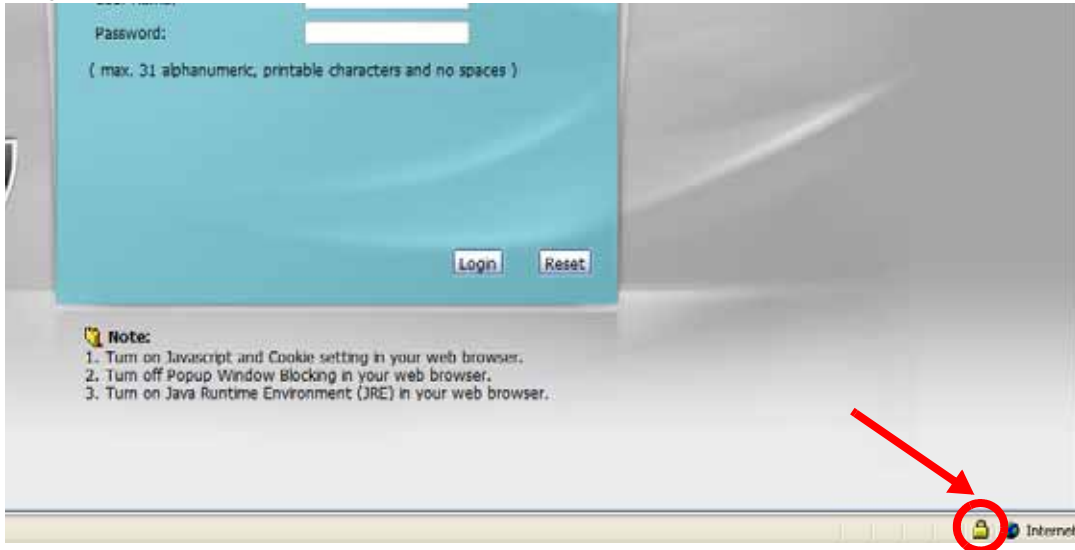 User Name:
Password:
( max. 31 alphanumeric, printable characters and no spaces )
Login Reset
Note:
1. Turn on Javascript and Cookie setting in your web browser.
2. Turn off Popup Window Blocking in your web browser.
3. Turn on Java Runtime Environment (JRE) in your web browser.
Internet